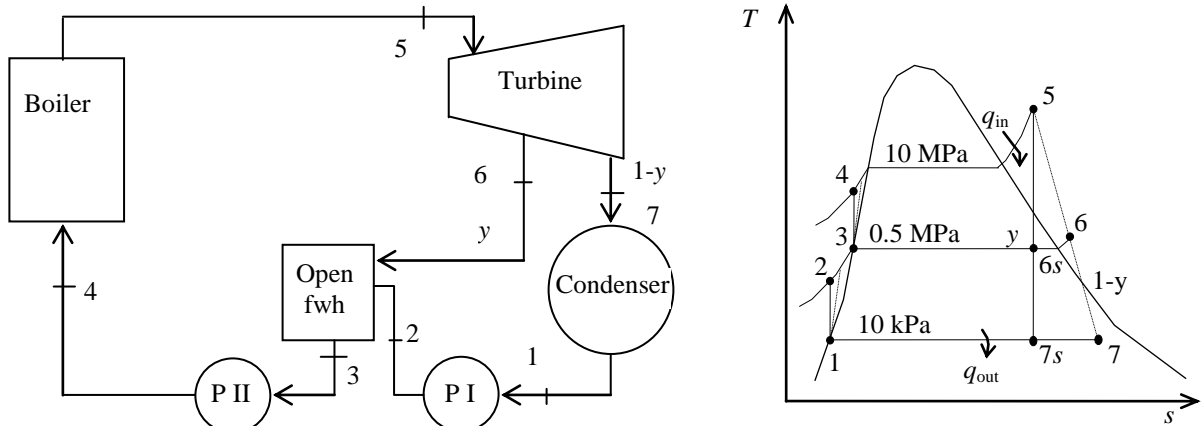 5
Boiler
Turbine
6
1-y
7
y
4
Open
fwh
Condenser
2
3
1
P II
P I
T
5
q_in
10 MPa
4
3
0.5 MPa
y
6
6s
2
1-y
10 kPa
1
7s
7
q_out
s